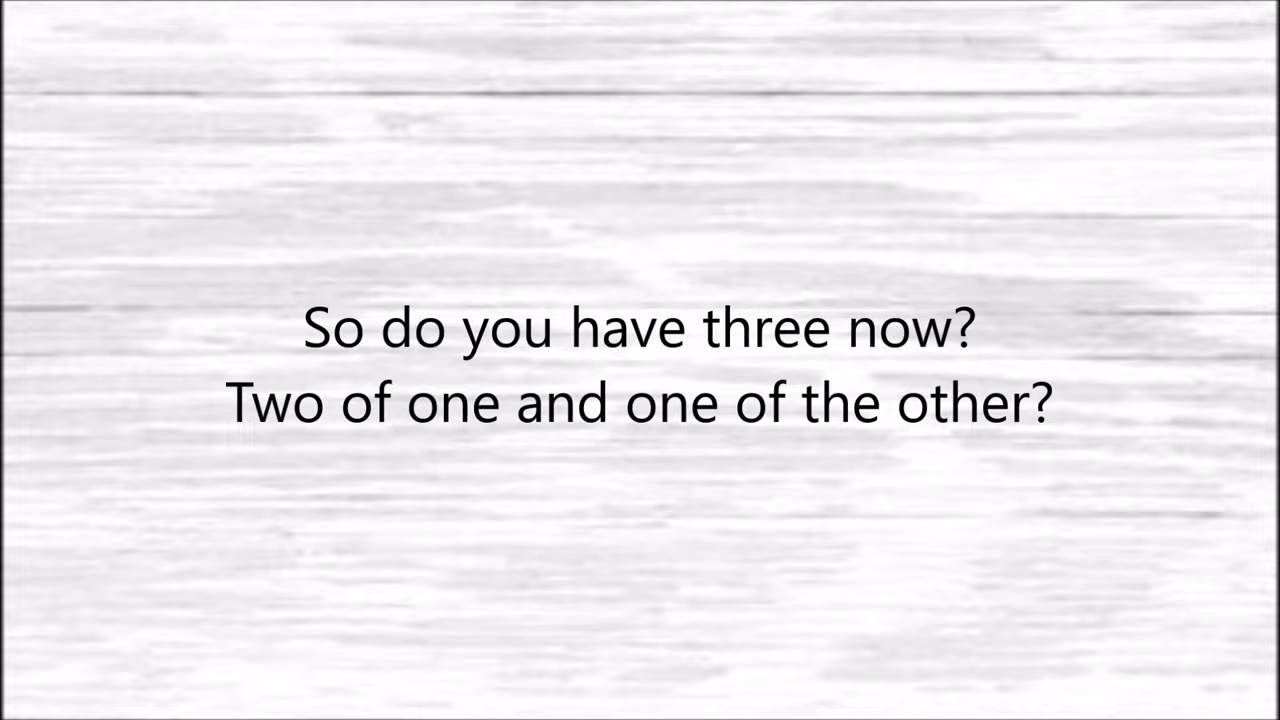 So do you have three now?
Two of one and one of the other?